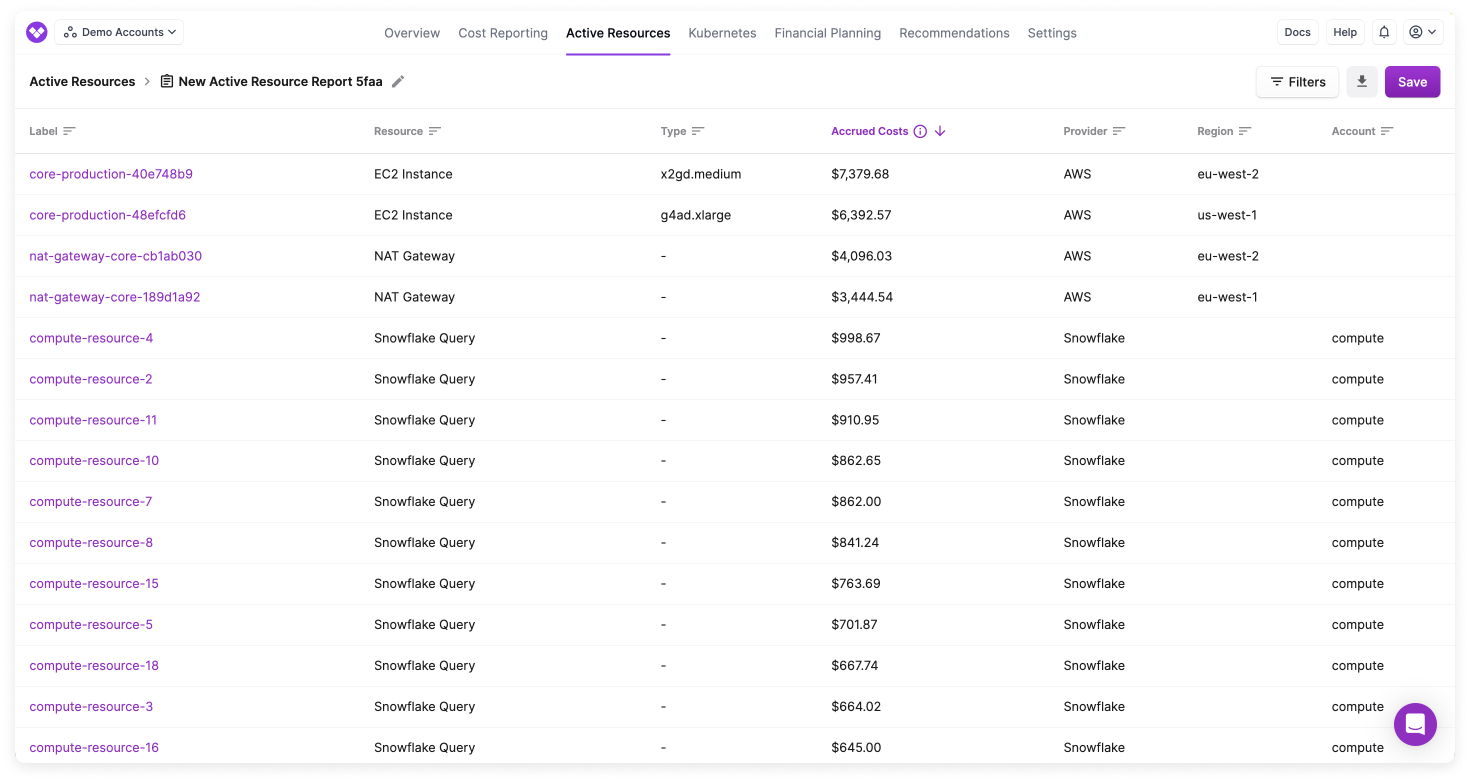 Demo Accounts Overview Cost Reporting Active Resources Kubernetes Financial Planning Recommendations Settings Docs Help
Active Resources New Active Resource Report 5faa Filters Save
Label Resource Type Accrued Costs Provider Region Account
core-production-40e748b9 EC2 Instance x2gd.medium $7,379.68 AWS eu-west-2
core-production-48efcfd6 EC2 Instance g4ad.xlarge $6,392.57 AWS us-west-1
nat-gateway-core-cb1ab030 NAT Gateway - $4,096.03 AWS eu-west-2
nat-gateway-core-189d1a92 NAT Gateway - $3,444.54 AWS eu-west-1
compute-resource-4 Snowflake Query - $998.67 Snowflake compute
compute-resource-2 Snowflake Query - $957.41 Snowflake compute
compute-resource-11 Snowflake Query - $910.95 Snowflake compute
compute-resource-10 Snowflake Query - $862.65 Snowflake compute
compute-resource-7 Snowflake Query - $862.00 Snowflake compute
compute-resource-8 Snowflake Query - $841.24 Snowflake compute
compute-resource-15 Snowflake Query - $763.69 Snowflake compute
compute-resource-5 Snowflake Query - $701.87 Snowflake compute
compute-resource-18 Snowflake Query - $667.74 Snowflake compute
compute-resource-3 Snowflake Query - $664.02 Snowflake compute
compute-resource-16 Snowflake Query - $645.00 Snowflake compute